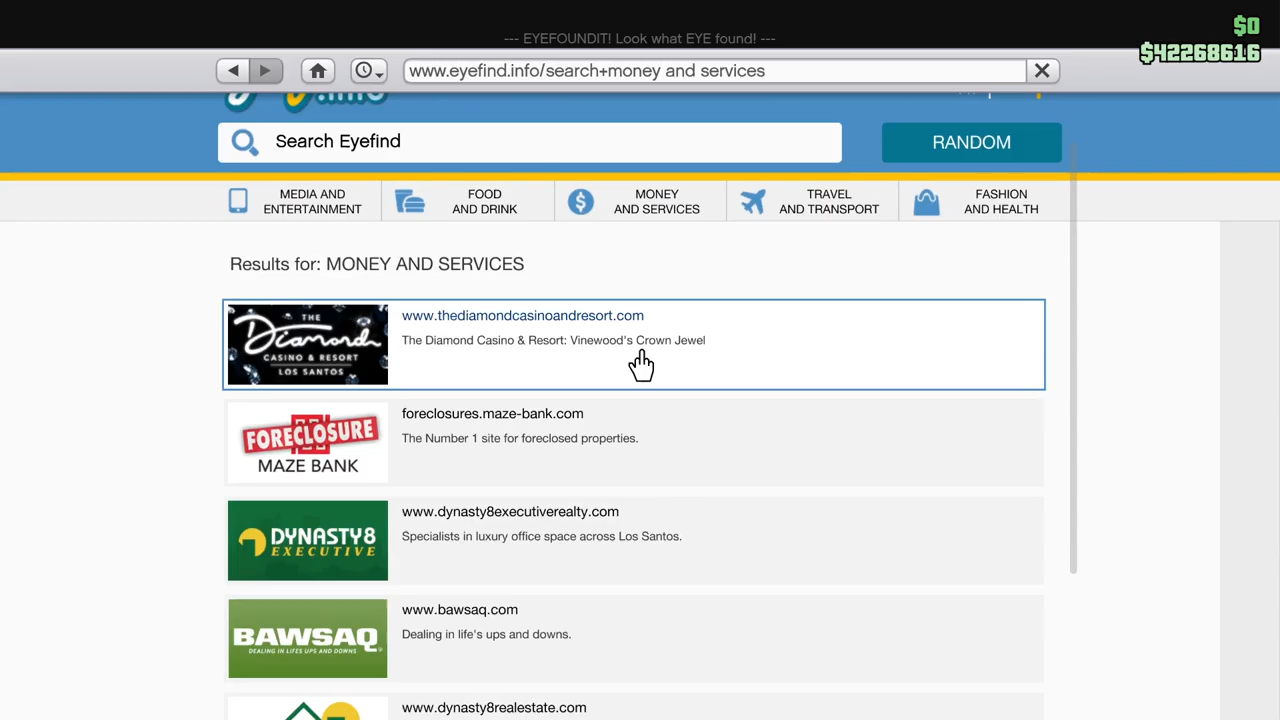 $0
$42268616
--- EYEFOUNDIT! Look what EYE found! ---
www.eyefind.info/search+money and services
Search Eyefind
RANDOM
MEDIA AND
ENTERTAINMENT
FOOD
AND DRINK
MONEY
AND SERVICES
TRAVEL
AND TRANSPORT
FASHION
AND HEALTH
Results for: MONEY AND SERVICES
THE
Diamond
CASINO & RESORT
LOS SANTOS
www.thediamondcasinoandresort.com
The Diamond Casino & Resort: Vinewood's Crown Jewel
FORECLOSURE
MAZE BANK
foreclosures.maze-bank.com
The Number 1 site for foreclosed properties.
DYNASTY8
EXECUTIVE
www.dynasty8executiverealty.com
Specialists in luxury office space across Los Santos.
BAWSAQ
DEALING IN LIFES UPS AND DOWNS
www.bawsaq.com
Dealing in life's ups and downs.
www.dynasty8realestate.com